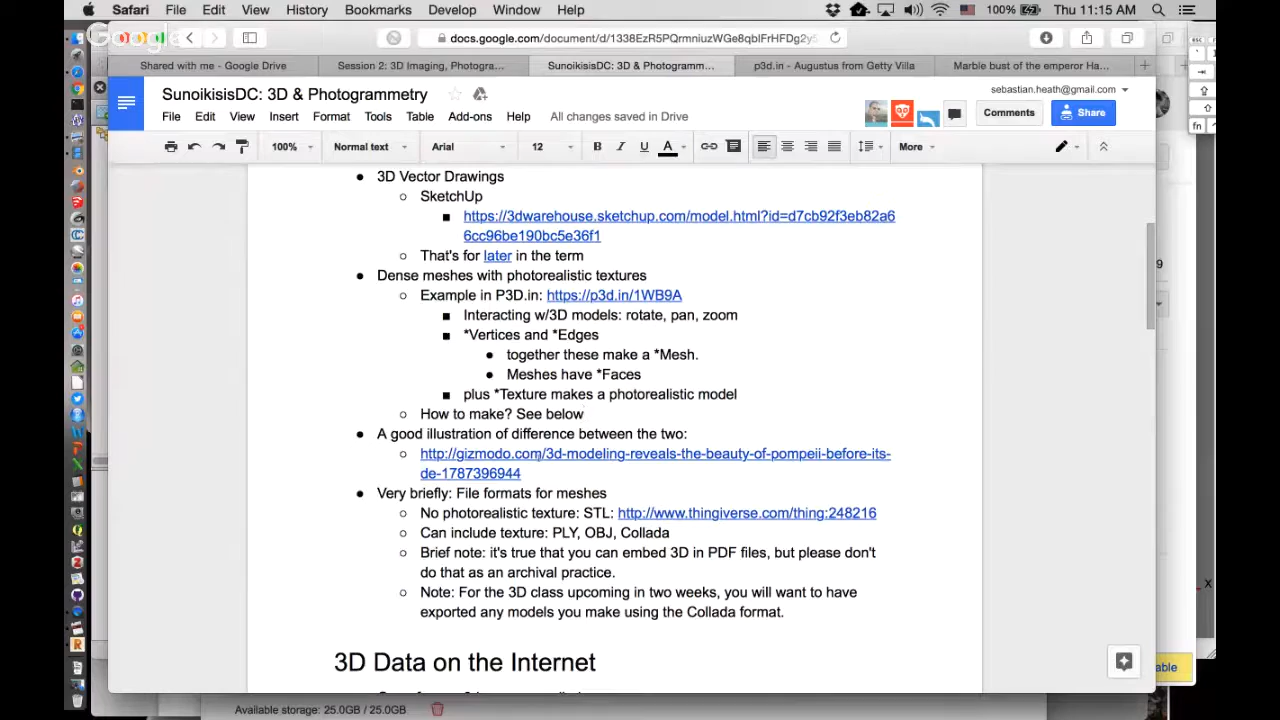 Safari File Edit View History Bookmarks Develop Window Help 100% Thu 11:15 AM
Google
docs.google.com/document/d/1338EzR5PQrmniuzWGe8qbIFrHFDg2y5
Shared with me - Google Drive Session 2: 3D Imaging, Photogra... SunoikisisDC: 3D & Photogramm... p3d.in - Augustus from Getty Villa Marble bust of the emperor Ha...
SunoikisisDC: 3D & Photogrammetry
sebastian.heath@gmail.com
File Edit View Insert Format Tools Table Add-ons Help All changes saved in Drive
Comments Share
fn
100% Normal text Arial 12 B I U A More
● 3D Vector Drawings
○ SketchUp
■ https://3dwarehouse.sketchup.com/model.html?id=d7cb92f3eb82a6
6cc96be190bc5e36f1
○ That's for later in the term
● Dense meshes with photorealistic textures
○ Example in P3D.in: https://p3d.in/1WB9A
■ Interacting w/3D models: rotate, pan, zoom
■ *Vertices and *Edges
● together these make a *Mesh.
● Meshes have *Faces
■ plus *Texture makes a photorealistic model
○ How to make? See below
● A good illustration of difference between the two:
○ http://gizmodo.com/3d-modeling-reveals-the-beauty-of-pompeii-before-its-
de-1787396944
● Very briefly: File formats for meshes
○ No photorealistic texture: STL: http://www.thingiverse.com/thing:248216
○ Can include texture: PLY, OBJ, Collada
○ Brief note: it's true that you can embed 3D in PDF files, but please don't
do that as an archival practice.
○ Note: For the 3D class upcoming in two weeks, you will want to have
exported any models you make using the Collada format.
3D Data on the Internet
able
Available storage: 25.0GB / 25.0GB